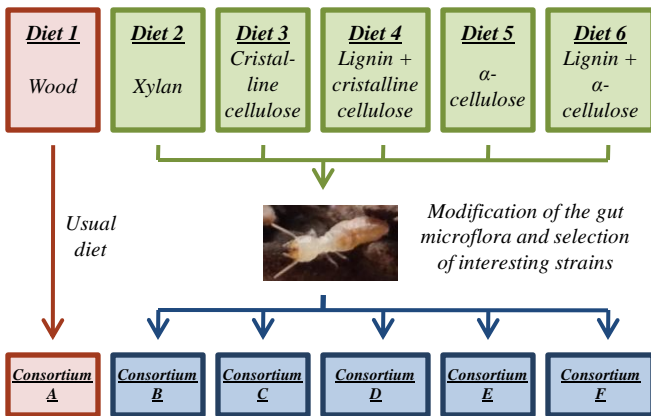 Diet 1
Wood
Diet 2
Xylan
Diet 3
Cristal-
line
cellulose
Diet 4
Lignin +
cristalline
cellulose
Diet 5
α-
cellulose
Diet 6
Lignin +
α-
cellulose
Usual
diet
Modification of the gut
microflora and selection
of interesting strains
Consortium
A
Consortium
B
Consortium
C
Consortium
D
Consortium
E
Consortium
F